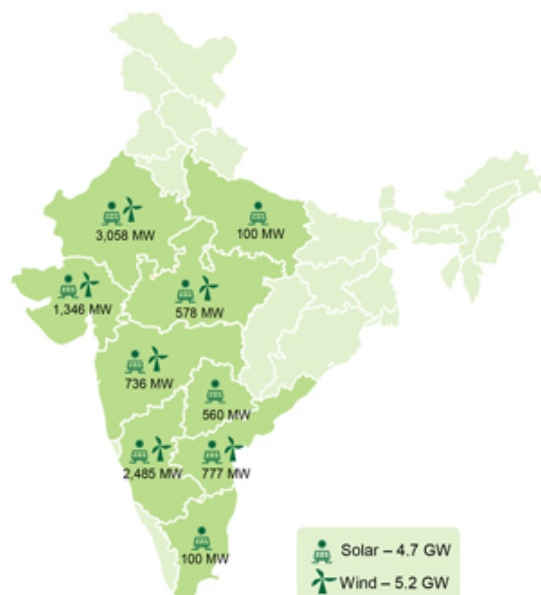 3,058 MW
100 MW
1,346 MW
578 MW
736 MW
560 MW
2,485 MW
777 MW
100 MW
Solar – 4.7 GW
Wind – 5.2 GW